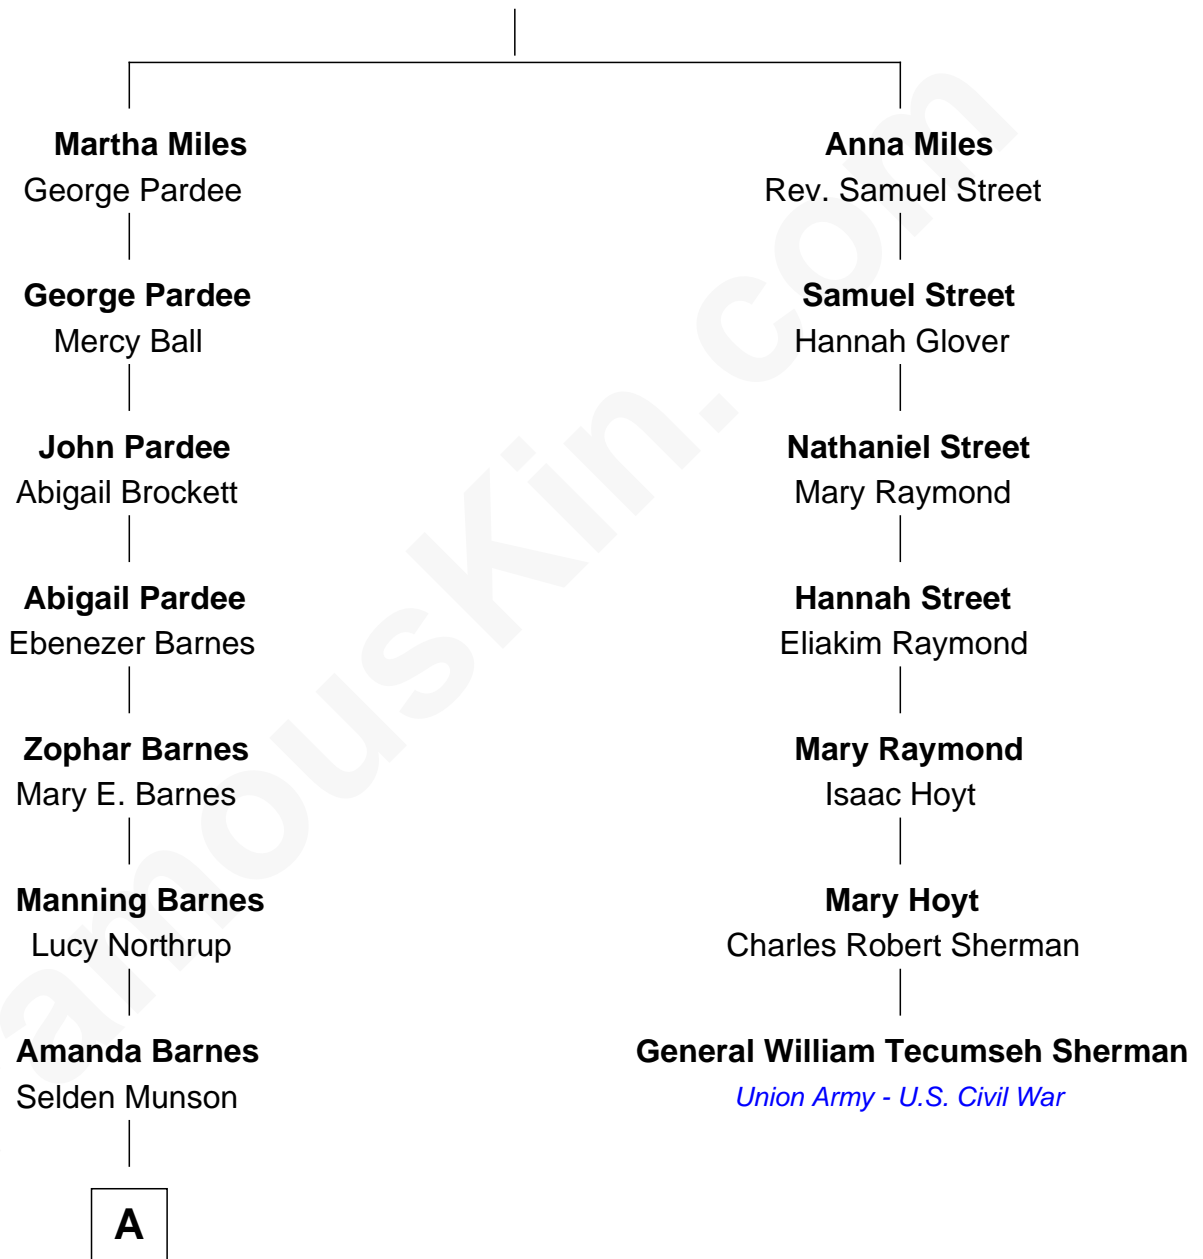 Martha Miles
George Pardee
George Pardee
Mercy Ball
John Pardee
Abigail Brockett
Abigail Pardee
Ebenezer Barnes
Zophar Barnes
Mary E. Barnes
Manning Barnes
Lucy Northrup
Amanda Barnes
Selden Munson
A
Anna Miles
Rev. Samuel Street
Samuel Street
Hannah Glover
Nathaniel Street
Mary Raymond
Hannah Street
Eliakim Raymond
Mary Raymond
Isaac Hoyt
Mary Hoyt
Charles Robert Sherman
General William Tecumseh Sherman
Union Army - U.S. Civil War
amousKin.com